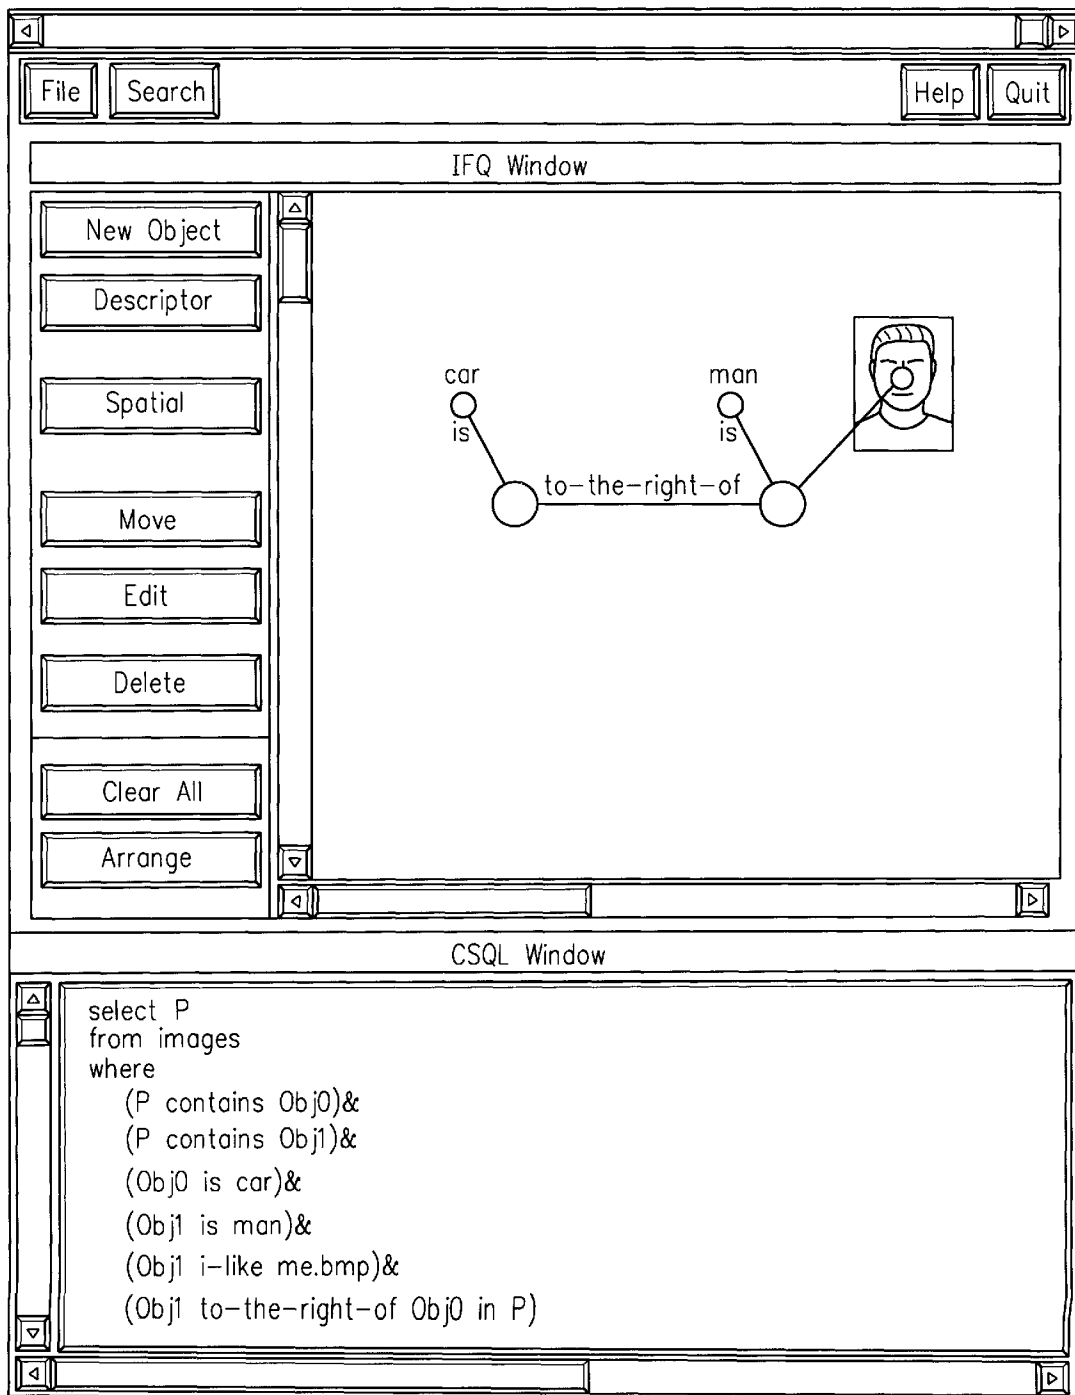 File Search Help Quit
IFQ Window
New Object
Descriptor
Spatial
Move
Edit
Delete
Clear All
Arrange
car
is
man
is
to-the-right-of
CSQL Window
select P
from images
where
(P contains Obj0)&
(P contains Obj1)&
(Obj0 is car)&
(Obj1 is man)&
(Obj1 i-like me.bmp)&
(Obj1 to-the-right-of Obj0 in P)